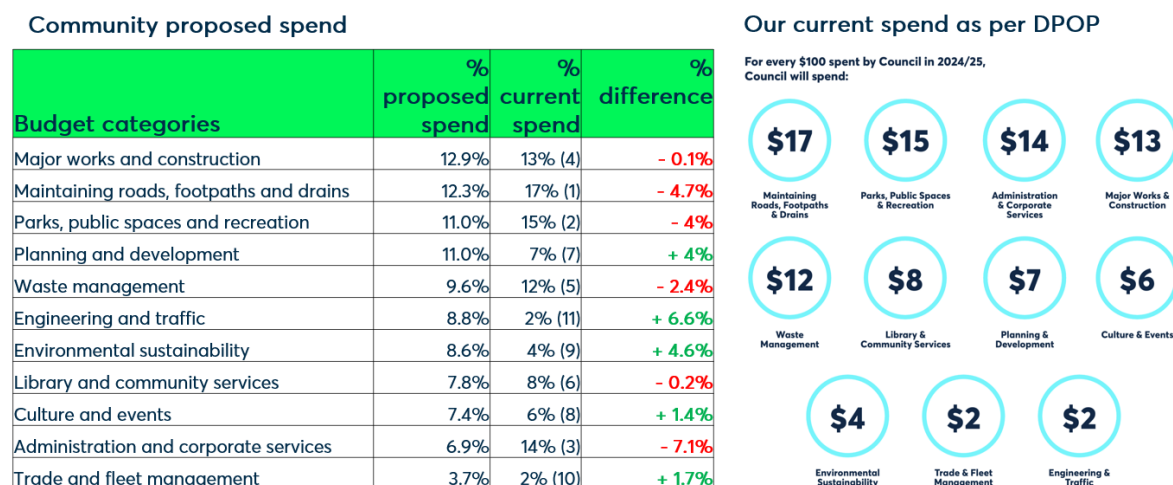 Community proposed spend
Budget categories % proposed spend % current spend % difference
Major works and construction 12.9% 13% (4) - 0.1%
Maintaining roads, footpaths and drains 12.3% 17% (1) - 4.7%
Parks, public spaces and recreation 11.0% 15% (2) - 4%
Planning and development 11.0% 7% (7) + 4%
Waste management 9.6% 12% (5) - 2.4%
Engineering and traffic 8.8% 2% (11) + 6.6%
Environmental sustainability 8.6% 4% (9) + 4.6%
Library and community services 7.8% 8% (6) - 0.2%
Culture and events 7.4% 6% (8) + 1.4%
Administration and corporate services 6.9% 14% (3) - 7.1%
Trade and fleet management 3.7% 2% (10) + 1.7%
Our current spend as per DPOP
For every $100 spent by Council in 2024/25,
Council will spend:
$17
Maintaining
Roads, Footpaths
& Drains
$15
Parks, Public Spaces
& Recreation
$14
Administration
& Corporate
Services
$13
Major Works &
Construction
$12
Waste
Management
$8
Library &
Community Services
$7
Planning &
Development
$6
Culture & Events
$4
Environmental
Sustainability
$2
Trade & Fleet
Management
$2
Engineering &
Traffic